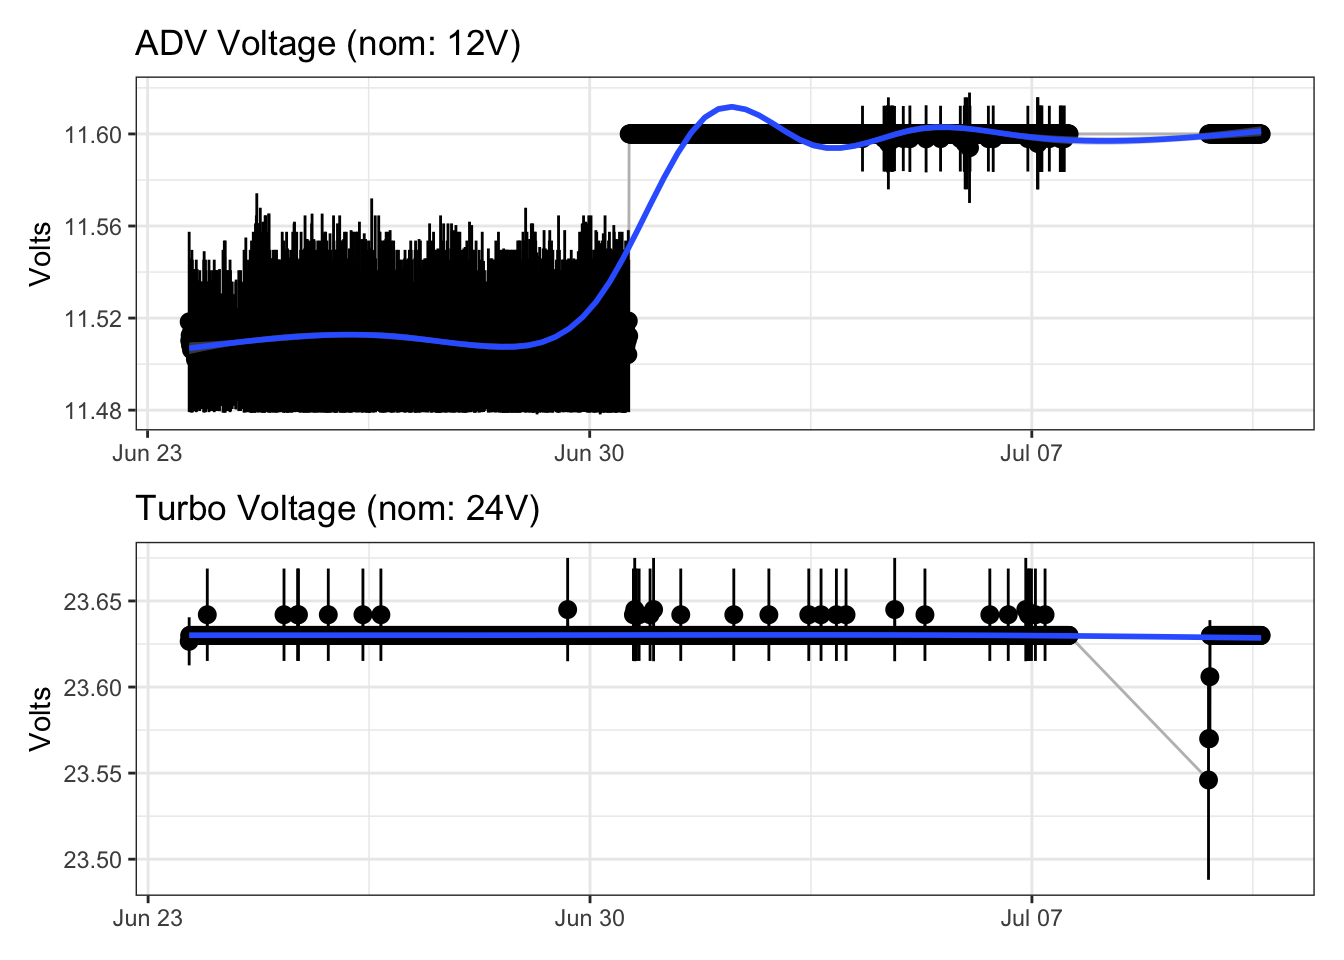 ADV Voltage (nom: 12V)
11.60
11.56
11.52
11.48
Volts
Jun 23 Jun 30 Jul 07
Turbo Voltage (nom: 24V)
23.65
23.60
23.55
23.50
Volts
Jun 23 Jun 30 Jul 07